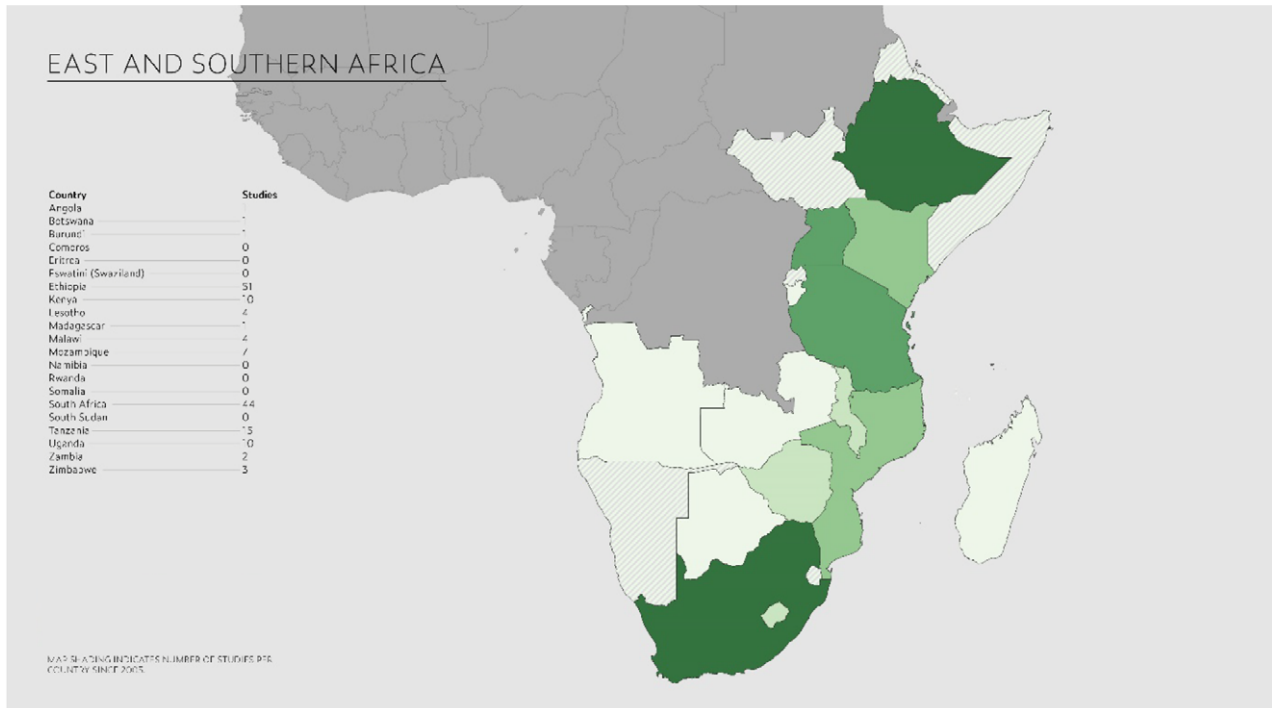 EAST AND SOUTHERN AFRICA
Country Studies
Angola
Botswana
Burundi
Comoros 0
Eritrea 0
Eswatini (Swaziland) 0
Ethiopia 51
Kenya 10
Lesotho 4
Madagascar
Malawi 4
Mozambique 7
Namibia 0
Rwanda 0
Somalia 0
South Africa 44
South Sudan 0
Tanzania 15
Uganda 10
Zambia 2
Zimbabwe 3
MAP SHADING INDICATES NUMBER OF STUDIES PER
COUNTRY SINCE